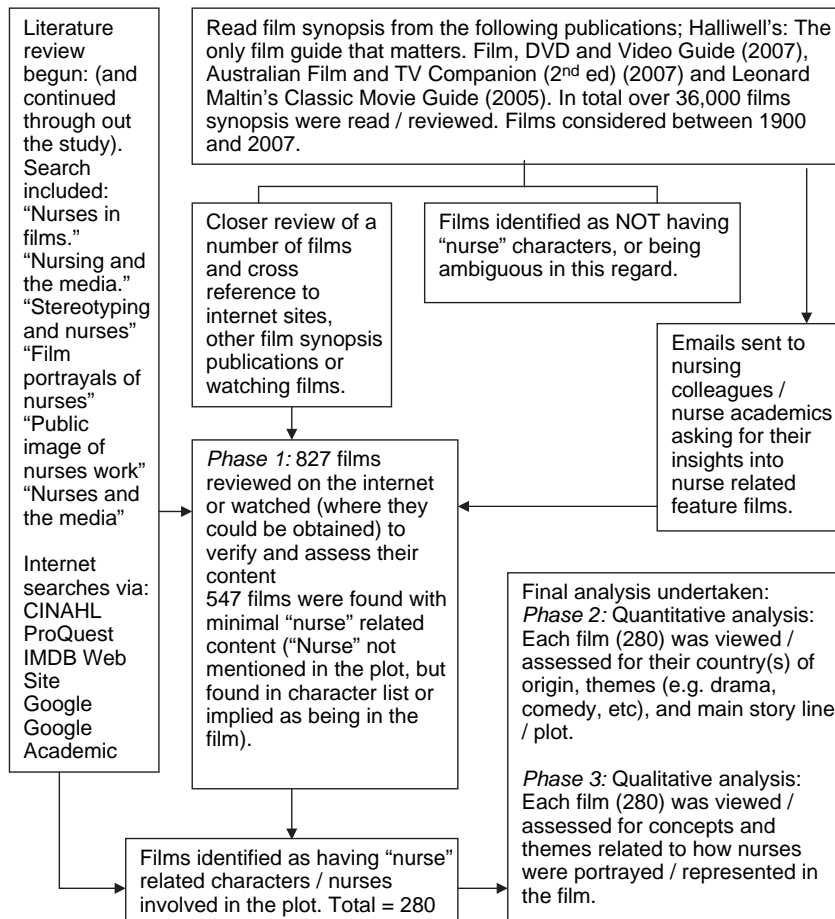 Literature
review
begun: (and
continued
through out
the study).
Search
included:
“Nurses in
films.”
“Nursing and
the media.”
“Stereotyping
and nurses”
“Film
portrayals of
nurses”
“Public
image of
nurses work”
“Nurses and
the media”
Internet
searches via:
CINAHL
ProQuest
IMDB Web
Site
Google
Google
Academic
Read film synopsis from the following publications; Halliwell’s: The
only film guide that matters. Film, DVD and Video Guide (2007),
Australian Film and TV Companion (2nd ed) (2007) and Leonard
Maltin’s Classic Movie Guide (2005). In total over 36,000 films
synopsis were read / reviewed. Films considered between 1900
and 2007.
Closer review of a
number of films
and cross
reference to
internet sites,
other film synopsis
publications or
watching films.
Films identified as NOT having
“nurse” characters, or being
ambiguous in this regard.
Emails sent to
nursing
colleagues /
nurse academics
asking for their
insights into
nurse related
feature films.
Phase 1: 827 films
reviewed on the internet
or watched (where they
could be obtained) to
verify and assess their
content
547 films were found with
minimal “nurse” related
content (“Nurse” not
mentioned in the plot, but
found in character list or
implied as being in the
film).
Films identified as having “nurse”
related characters / nurses
involved in the plot. Total = 280
Final analysis undertaken:
Phase 2: Quantitative analysis:
Each film (280) was viewed /
assessed for their country(s) of
origin, themes (e.g. drama,
comedy, etc), and main story line
/ plot.
Phase 3: Qualitative analysis:
Each film (280) was viewed /
assessed for concepts and
themes related to how nurses
were portrayed / represented in
the film.